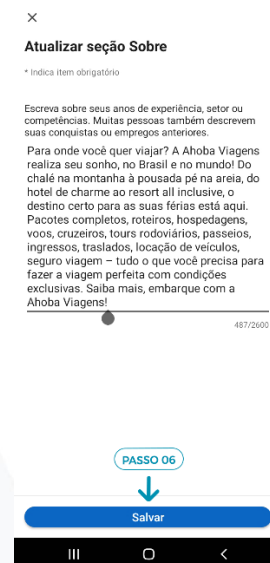 Atualizar seção Sobre
* Indica item obrigatório
Escreva sobre seus anos de experiência, setor ou
competências. Muitas pessoas também descrevem
suas conquistas ou empregos anteriores.
Para onde você quer viajar? A Ahoba Viagens
realiza seu sonho, no Brasil e no mundo! Do
chalé na montanha à pousada pé na areia, do
hotel de charme ao resort all inclusive, o
destino certo para as suas férias está aqui.
Pacotes completos, roteiros, hospedagens,
voos, cruzeiros, tours rodoviários, passeios,
ingressos, traslados, locação de veículos,
seguro viagem – tudo o que você precisa para
fazer a viagem perfeita com condições
exclusivas. Saiba mais, embarque com a
Ahoba Viagens!
487/2600
PASSO 06
Salvar